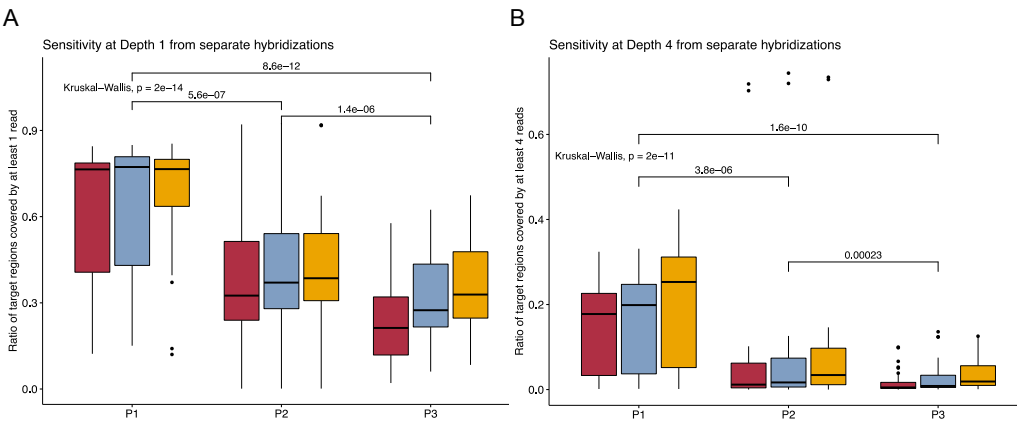 A
Sensitivity at Depth 1 from separate hybridizations
8.6e−12
Kruskal−Wallis, p = 2e−14
5.6e−07
1.4e−06
Ratio of target regions covered by at least 1 read
0.9
0.6
0.3
0.0
P1
P2
P3
B
Sensitivity at Depth 4 from separate hybridizations
1.6e−10
Kruskal−Wallis, p = 2e−11
3.8e−06
0.00023
Ratio of target regions covered by at least 4 reads
0.6
0.4
0.2
0.0
P1
P2
P3